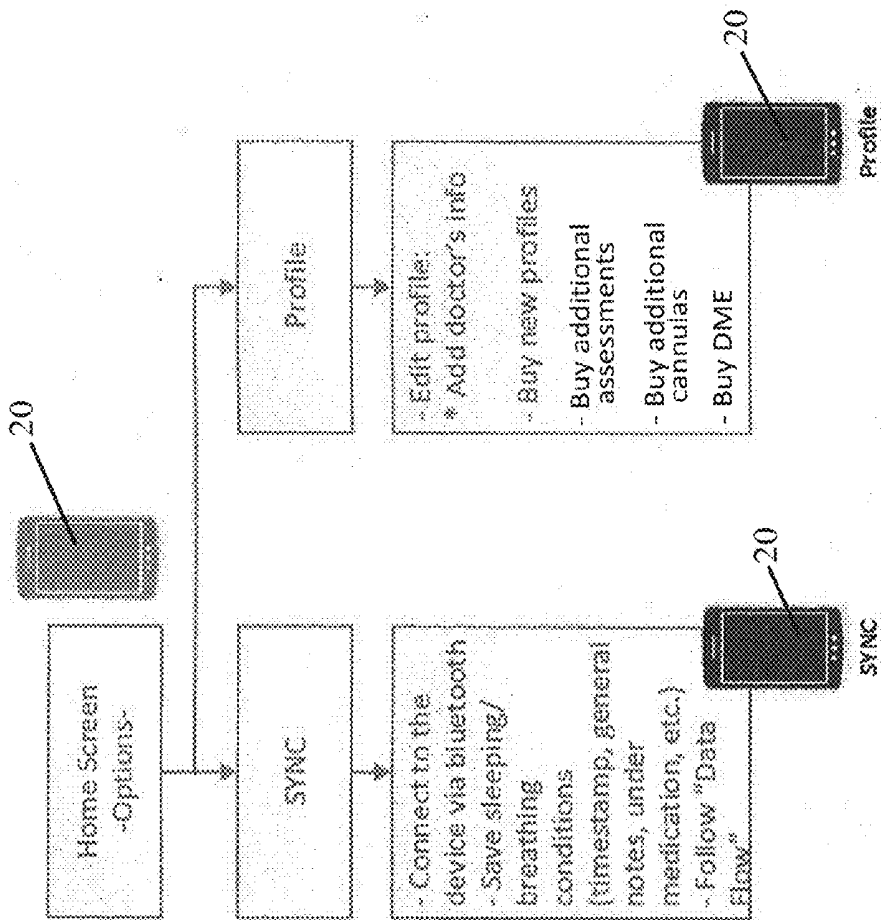 20
Home Screen
-Options-
SYNC
Profile
- Connect to the
device via bluetooth
- Save sleeping/
breathing
conditions
(timestamp, general
notes, under
medication, etc.)
- Follow "Data
Flow"
- Edit profile:
* Add doctor's info
- Buy new profiles
- Buy additional
assessments
- Buy additional
cannulas
- Buy DME
20
SYNC
20
Profile